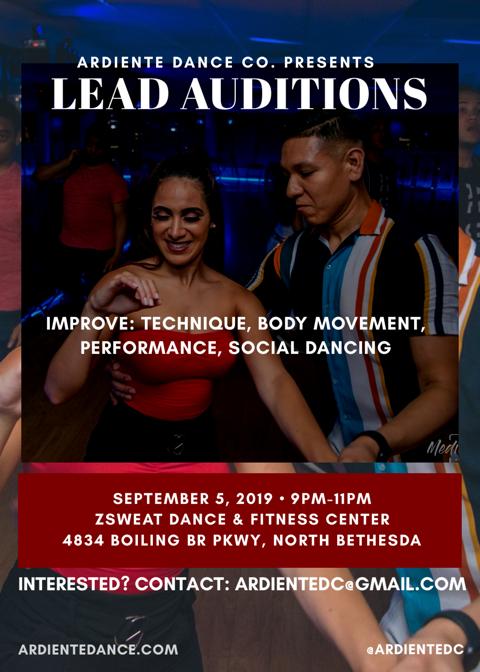 ARDIENTE DANCE CO. PRESENTS
LEAD AUDITIONS
IMPROVE: TECHNIQUE, BODY MOVEMENT,
PERFORMANCE, SOCIAL DANCING
SEPTEMBER 5, 2019 • 9PM-11PM
ZSWEAT DANCE & FITNESS CENTER
4834 BOILING BR PKWY, NORTH BETHESDA
INTERESTED? CONTACT: ARDIENTEDC@GMAIL.COM
ARDIENTEDANCE.COM
@ARDIENTEDC